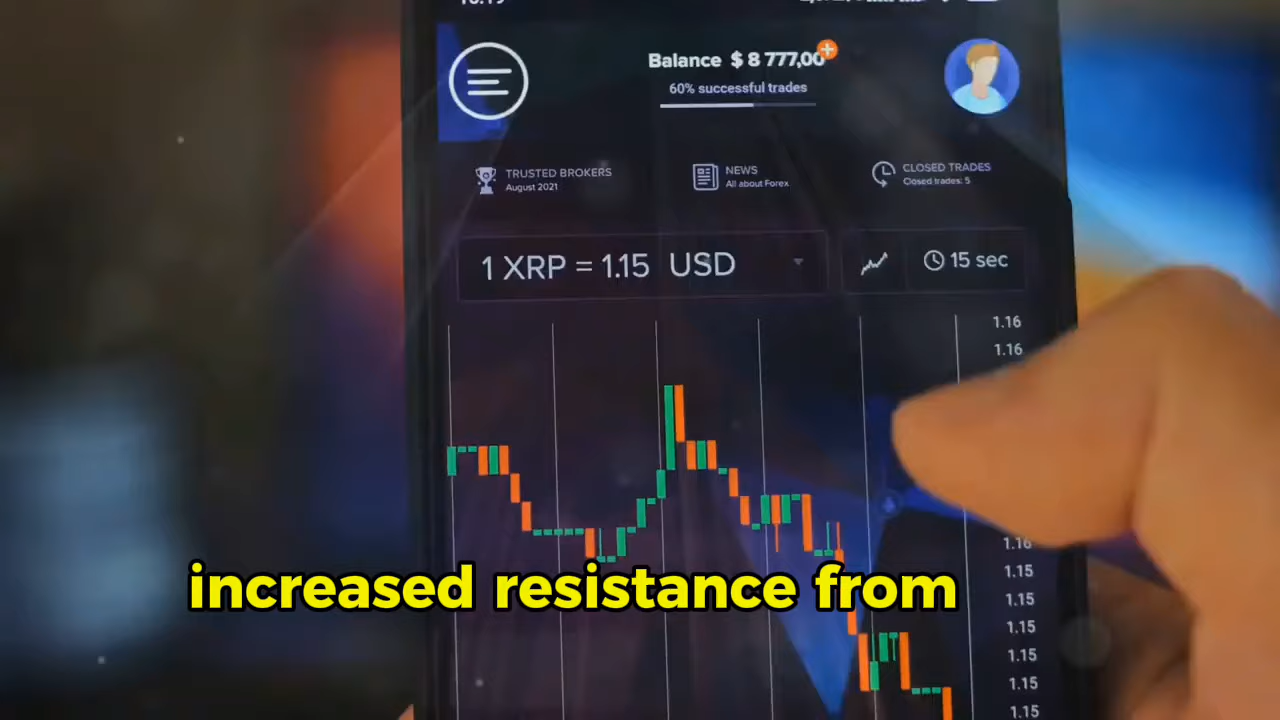 Balance $ 8 777,00
60% successful trades
TRUSTED BROKERS
August 2021
NEWS
All about Forex
CLOSED TRADES
Closed trades: 5
1 XRP = 1.15 USD
15 sec
1.16
1.16
1.16
1.15
1.15
1.15
1.15
1.15
1.15
increased resistance from